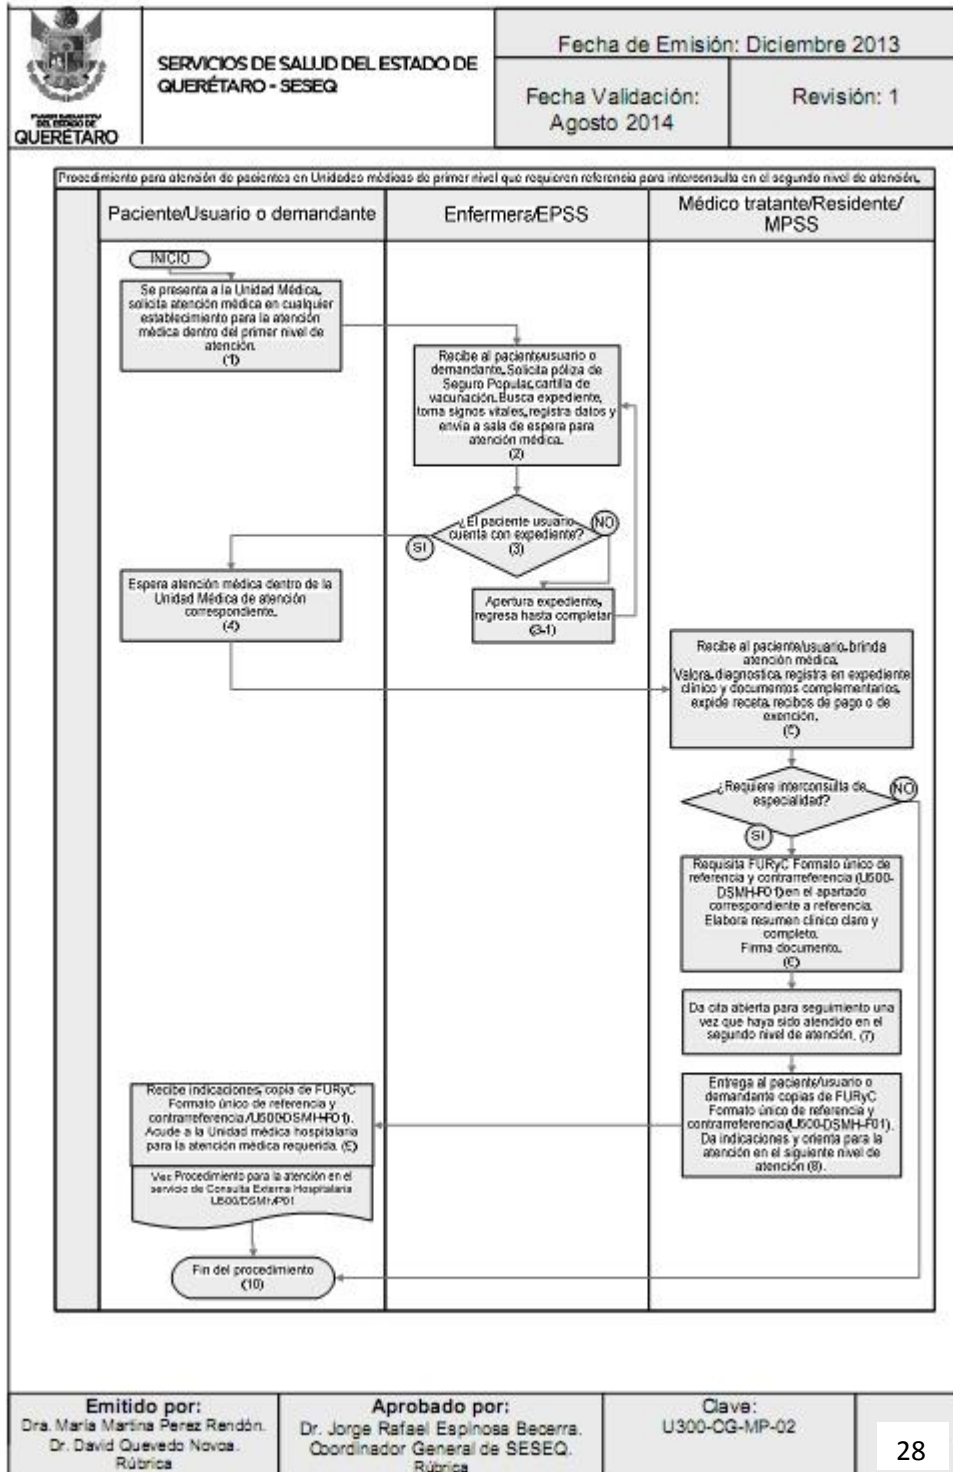 PODER EJECUTIVO
DEL ESTADO DE
QUERÉTARO
SERVICIOS DE SALUD DEL ESTADO DE
QUERÉTARO - SESEQ
Fecha de Emisión: Diciembre 2013
Fecha Validación:
Agosto 2014
Revisión: 1
Procedimiento para atención de pacientes en Unidades médicas de primer nivel que requieren referencia para interconsulta en el segundo nivel de atención.
Paciente/Usuario o demandante
Enfermera/EPSS
Médico tratante/Residente/
MPSS
INICIO
Se presenta a la Unidad Médica,
solicita atención médica en cualquier
establecimiento para la atención
médica dentro del primer nivel de
atención.
(1)
Recibe al paciente/usuario o
demandante. Solicita póliza de
Seguro Popular, cartilla de
vacunación. Busca expediente,
toma signos vitales, registra datos y
envía a sala de espera para
atención médica.
(2)
¿El paciente usuario
cuenta con expediente?
(3)
NO
SI
Apertura expediente,
regresa hasta completar
(3-1)
Espera atención médica dentro de la
Unidad Médica de atención
correspondiente.
(4)
Recibe al paciente/usuario, brinda
atención médica.
Valora, diagnostica, registra en expediente
clínico y documentos complementarios,
expide receta, recibos de pago o de
exención.
(5)
¿Requiere interconsulta de
especialidad?
NO
SI
Requisita FURyC Formato único de
referencia y contrarreferencia (U500-
DSMH-F01) en el apartado
correspondiente a referencia.
Elabora resumen clínico claro y
completo.
Firma documento.
(6)
Da cita abierta para seguimiento una
vez que haya sido atendido en el
segundo nivel de atención. (7)
Entrega al paciente/usuario o
demandante copias de FURyC
Formato único de referencia y
contrarreferencia(U500-DSMH-F01).
Da indicaciones y orienta para la
atención en el siguiente nivel de
atención (8).
Recibe indicaciones, copia de FURyC
Formato único de referencia y
contrarreferencia/U500-DSMH-F01).
Acude a la Unidad médica hospitalaria
para la atención médica requerida. (9)
Ver: Procedimiento para la atención en el
servicio de Consulta Externa Hospitalaria
U500/DSMH/P01
Fin del procedimiento
(10)
Emitido por:
Dra. María Martina Perez Rendón.
Dr. David Quevedo Novoa.
Rúbrica
Aprobado por:
Dr. Jorge Rafael Espinosa Becerra.
Coordinador General de SESEQ.
Rúbrica
Clave:
U300-CG-MP-02
28